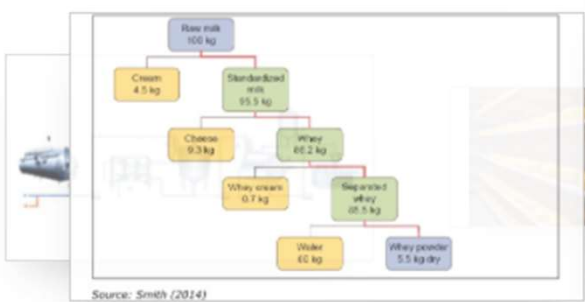 Raw milk
100 kg
Cream
4.5 kg
Standardized
milk
95.5 kg
Cheese
9.3 kg
Whey
86.2 kg
Whey cream
0.7 kg
Separated
whey
85.5 kg
Water
80 kg
Whey powder
5.5 kg dry
Source: Smith (2014)